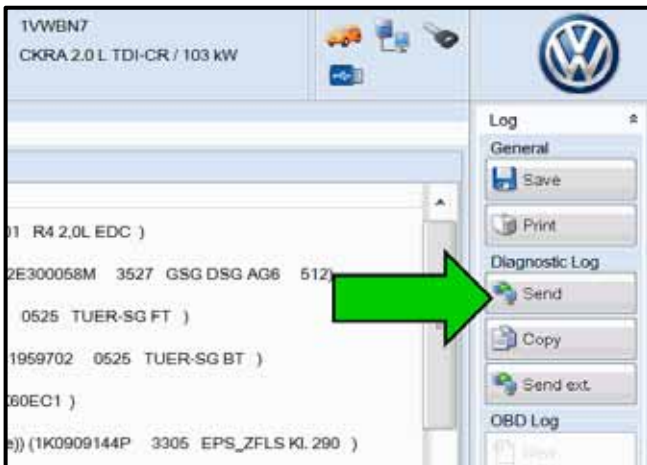 1VWBN7
CKRA 2.0 L TDI-CR / 103 kW
Log
General
Save
Print
R4 2,0L EDC )
2E300058M 3527 GSG DSG AG6 512)
Diagnostic Log
Send
0525 TUER-SG FT )
Copy
1959702 0525 TUER-SG BT )
Send ext.
60EC1 )
OBD Log
e)) (1K0909144P 3305 EPS_ZFLS Kl. 290 )